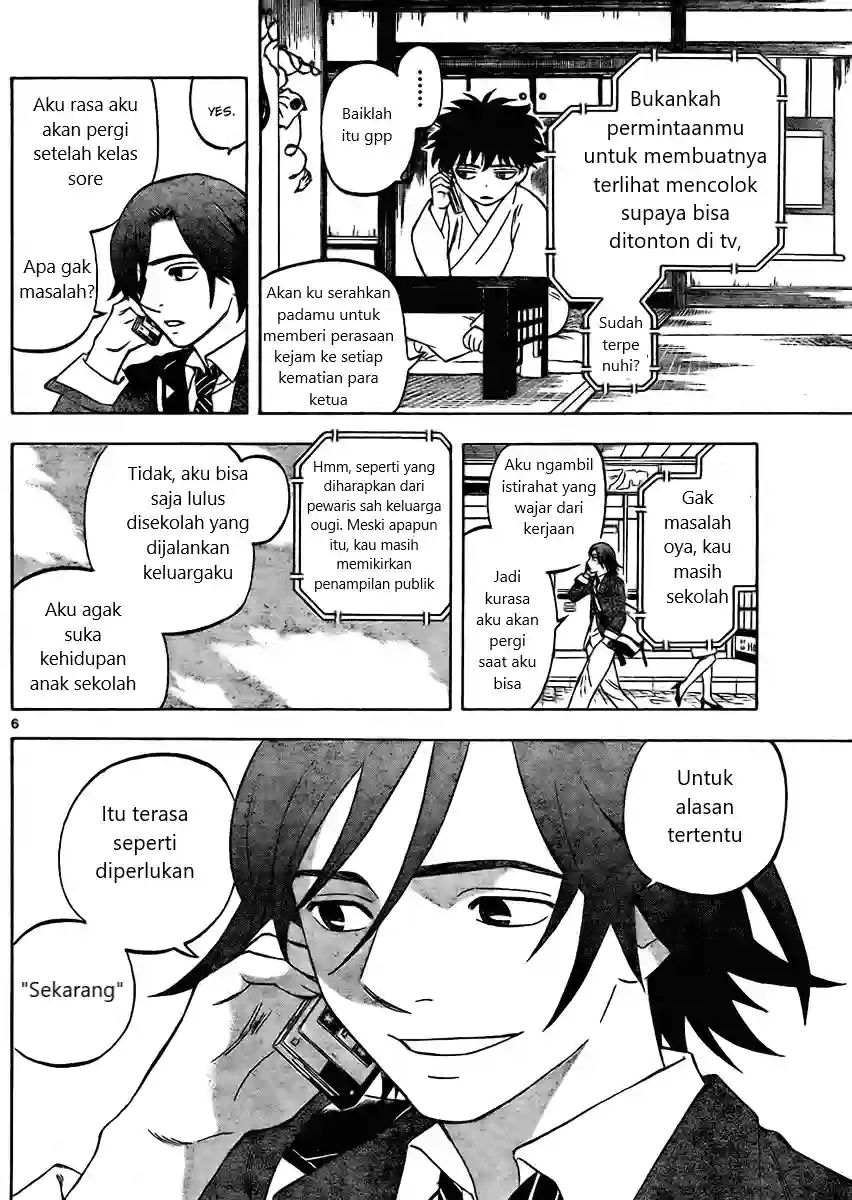 Bukankah
permintaanmu
untuk membuatnya
terlihat mencolok
supaya bisa
ditonton di tv,
Sudah
terpe
nuhi?
......
Baiklah
itu gpp
Akan ku serahkan
padamu untuk
memberi perasaan
kejam ke setiap
kematian para
ketua
YES.
Aku rasa aku
akan pergi
setelah kelas
sore
Apa gak
masalah?
Gak
masalah
oya, kau
masih
sekolah
Aku ngambil
istirahat yang
wajar dari
kerjaan
Jadi
kurasa
aku akan
pergi
saat aku
bisa
Hmm, seperti yang
diharapkan dari
pewaris sah keluarga
ougi. Meski apapun
itu, kau masih
memikirkan
penampilan publik
Tidak, aku bisa
saja lulus
disekolah yang
dijalankan
keluargaku
Aku agak
suka
kehidupan
anak sekolah
6
Untuk
alasan
tertentu
Itu terasa
seperti
diperlukan
"Sekarang"